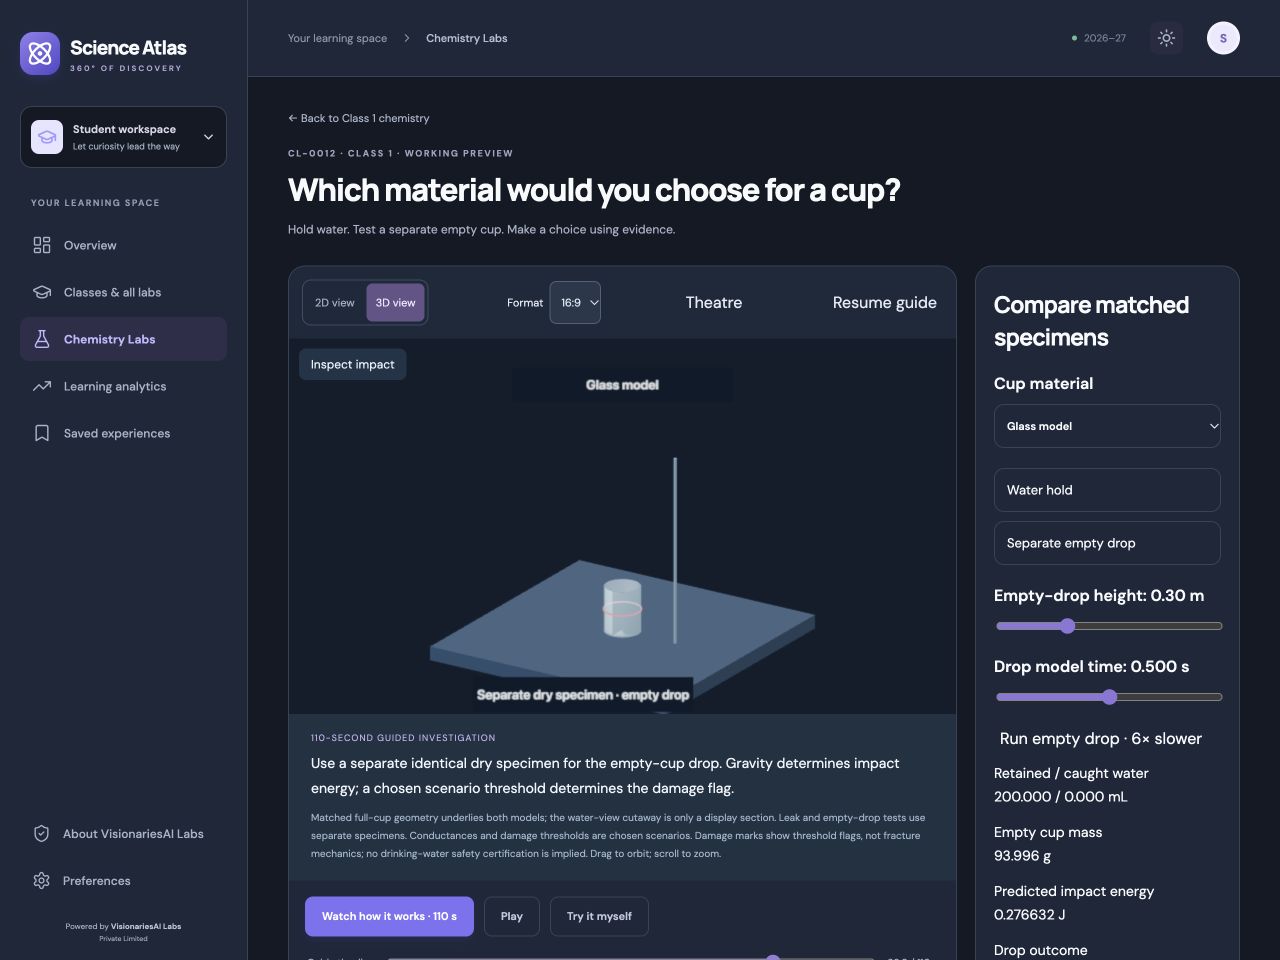 Science Atlas
360° OF DISCOVERY
Student workspace
Let curiosity lead the way
YOUR LEARNING SPACE
Overview
Classes & all labs
Chemistry Labs
Learning analytics
Saved experiences
About VisionariesAI Labs
Preferences
Powered by VisionariesAI Labs
Private Limited
Your learning space
Chemistry Labs
2026–27
S
← Back to Class 1 chemistry
CL-0012 · CLASS 1 · WORKING PREVIEW
Which material would you choose for a cup?
Hold water. Test a separate empty cup. Make a choice using evidence.
2D view
3D view
Format
16:9
Theatre
Resume guide
Inspect impact
Glass model
Separate dry specimen · empty drop
110-SECOND GUIDED INVESTIGATION
Use a separate identical dry specimen for the empty-cup drop. Gravity determines impact
energy; a chosen scenario threshold determines the damage flag.
Matched full-cup geometry underlies both models; the water-view cutaway is only a display section. Leak and empty-drop tests use
separate specimens. Conductances and damage thresholds are chosen scenarios. Damage marks show threshold flags, not fracture
mechanics; no drinking-water safety certification is implied. Drag to orbit; scroll to zoom.
Watch how it works · 110 s
Play
Try it myself
Compare matched
specimens
Cup material
Glass model
Water hold
Separate empty drop
Empty-drop height: 0.30 m
Drop model time: 0.500 s
Run empty drop · 6× slower
Retained / caught water
200.000 / 0.000 mL
Empty cup mass
93.996 g
Predicted impact energy
0.276632 J
Drop outcome